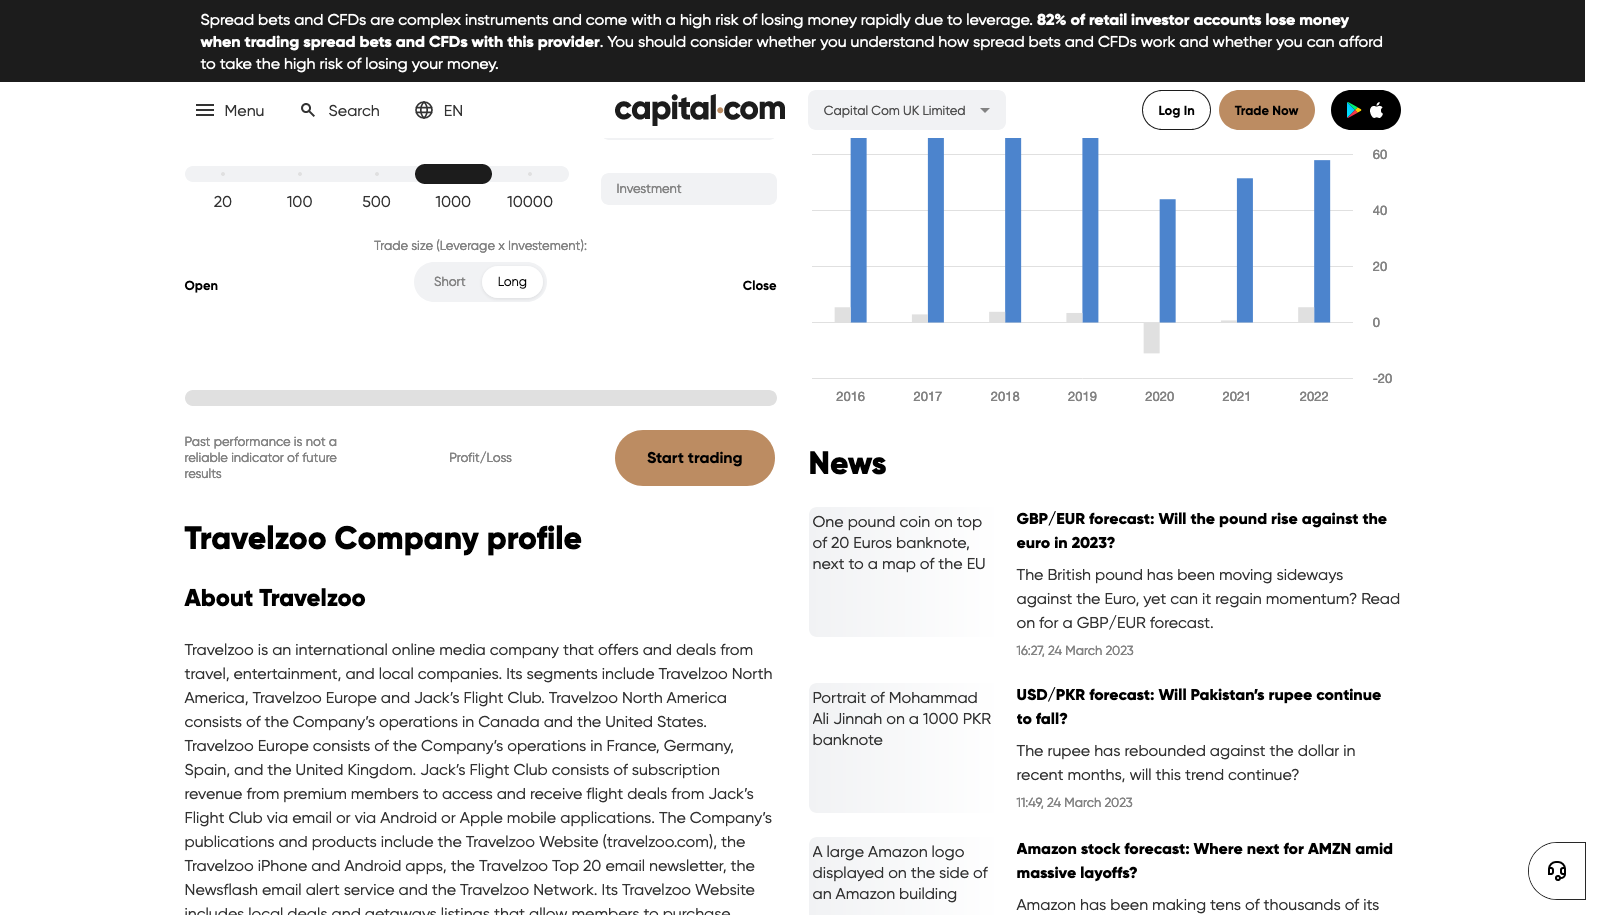 Spread bets and CFDs are complex instruments and come with a high risk of losing money rapidly due to leverage. 82% of retail investor accounts lose money
when trading spread bets and CFDs with this provider. You should consider whether you understand how spread bets and CFDs work and whether you can afford
to take the high risk of losing your money.
Menu
Search
EN
capital.com
Capital Com UK Limited
Log In
Trade Now
20
100
500
1000
10000
Investment
Trade size (Leverage x Investement):
Open
Short
Long
Close
Past performance is not a
reliable indicator of future
results
Profit/Loss
Start trading
Travelzoo Company profile
About Travelzoo
Travelzoo is an international online media company that offers and deals from
travel, entertainment, and local companies. Its segments include Travelzoo North
America, Travelzoo Europe and Jack's Flight Club. Travelzoo North America
consists of the Company's operations in Canada and the United States.
Travelzoo Europe consists of the Company's operations in France, Germany,
Spain, and the United Kingdom. Jack's Flight Club consists of subscription
revenue from premium members to access and receive flight deals from Jack's
Flight Club via email or via Android or Apple mobile applications. The Company's
publications and products include the Travelzoo Website (travelzoo.com), the
Travelzoo iPhone and Android apps, the Travelzoo Top 20 email newsletter, the
Newsflash email alert service and the Travelzoo Network. Its Travelzoo Website
includes local deals and getaways listings that allow members to purchase
60
40
20
0
-20
2016
2017
2018
2019
2020
2021
2022
News
One pound coin on top
of 20 Euros banknote,
next to a map of the EU
GBP/EUR forecast: Will the pound rise against the
euro in 2023?
The British pound has been moving sideways
against the Euro, yet can it regain momentum? Read
on for a GBP/EUR forecast.
16:27, 24 March 2023
Portrait of Mohammad
Ali Jinnah on a 1000 PKR
banknote
USD/PKR forecast: Will Pakistan's rupee continue
to fall?
The rupee has rebounded against the dollar in
recent months, will this trend continue?
11:49, 24 March 2023
A large Amazon logo
displayed on the side of
an Amazon building
Amazon stock forecast: Where next for AMZN amid
massive layoffs?
Amazon has been making tens of thousands of its